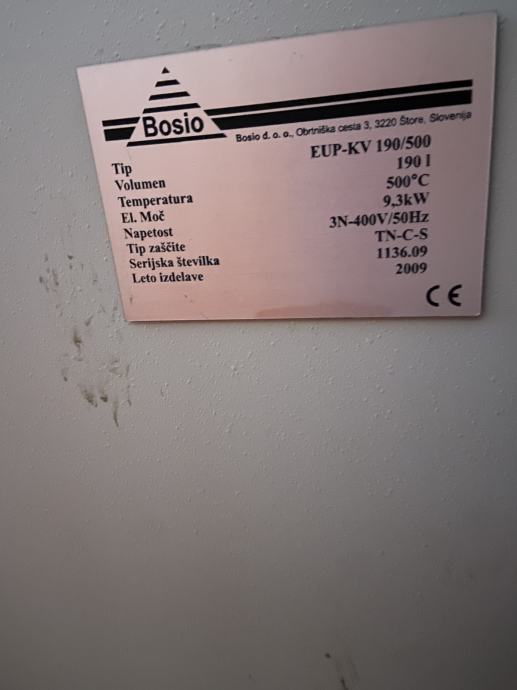 Bosio
Bosio d. o. o., Obrtniška cesta 3, 3220 Štore, Slovenija
Tip EUP-KV 190/500
Volumen 190 l
Temperatura 500°C
El. Moč 9,3kW
Napetost 3N-400V/50Hz
Tip zaščite TN-C-S
Serijska številka 1136.09
Leto izdelave 2009
CE